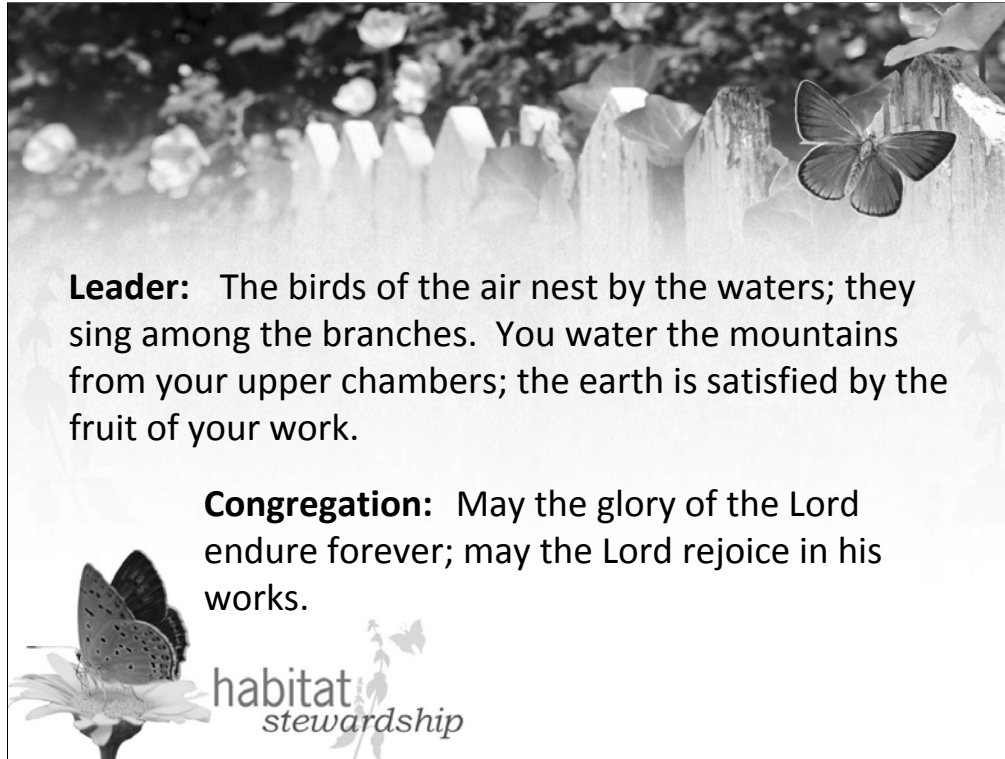 Leader: The birds of the air nest by the waters; they
sing among the branches. You water the mountains
from your upper chambers; the earth is satisfied by the
fruit of your work.
Congregation: May the glory of the Lord
endure forever; may the Lord rejoice in his
works.
habitat
stewardship